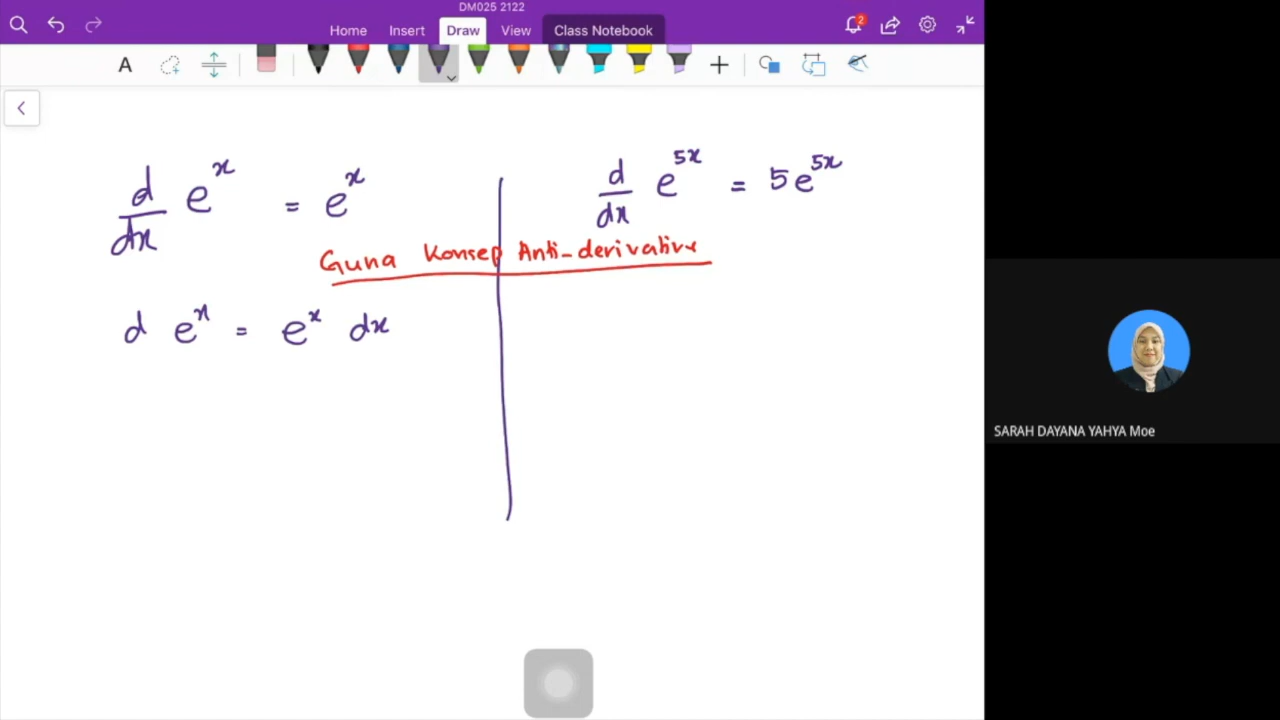 DM025 2122
Home Insert Draw View Class Notebook
2
A
d/dx e^x = e^x
d/dx e^5x = 5e^5x
Guna Konsep Anti-derivative
d e^x = e^x dx
SARAH DAYANA YAHYA Moe